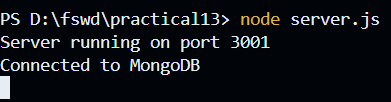 PS D:\fswd\practical13> node server.js
Server running on port 3001
Connected to MongoDB